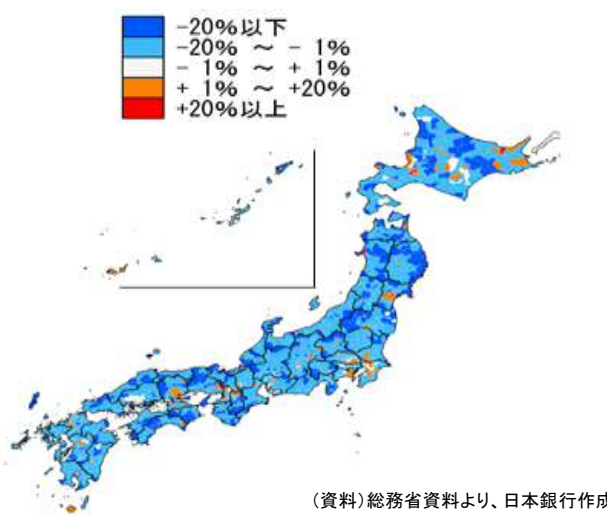 -20%以下
-20% ～ - 1%
- 1% ～ + 1%
+ 1% ～ +20%
+20%以上
（資料）総務省資料より、日本銀行作成